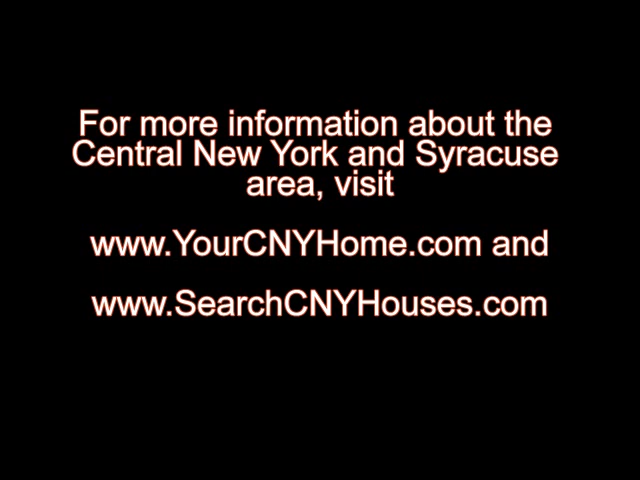 For more information about the
Central New York and Syracuse
area, visit
www.YourCNYHome.com and
www.SearchCNYHouses.com